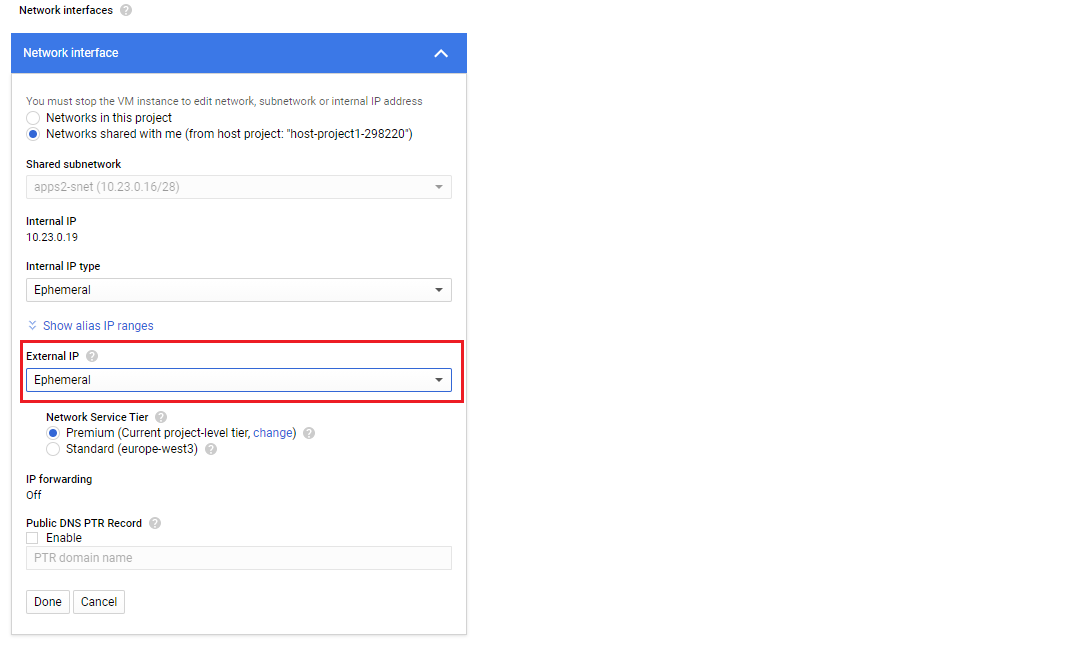 Network interfaces ?
Network interface
You must stop the VM instance to edit network, subnetwork or internal IP address
Networks in this project
Networks shared with me (from host project: "host-project1-298220")
Shared subnetwork
apps2-snet (10.23.0.16/28)
Internal IP
10.23.0.19
Internal IP type
Ephemeral
Show alias IP ranges
External IP ?
Ephemeral
Network Service Tier ?
Premium (Current project-level tier, change) ?
Standard (europe-west3) ?
IP forwarding
Off
Public DNS PTR Record ?
Enable
PTR domain name
Done Cancel